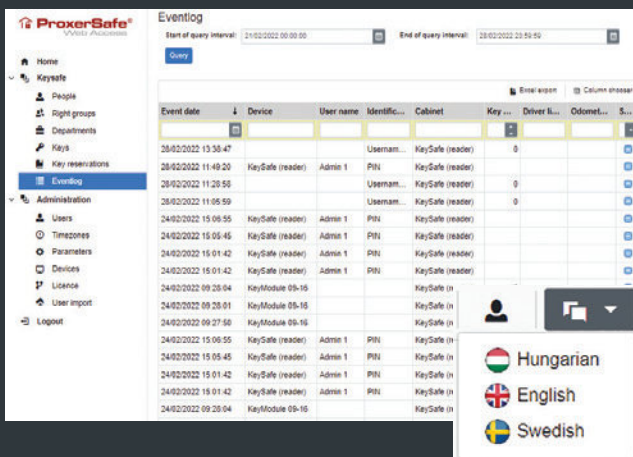 ProxerSafe®
Web Access
Home
Keysafe
People
Right groups
Departments
Keys
Key reservations
Eventlog
Administration
Users
Timezones
Parameters
Devices
Licence
User import
Logout
Eventlog
Start of query interval: 21/02/2022 00:00:00 End of query interval: 28/02/2022 23:59:59
Query
Excel export Column chooser
Event date ↓ Device User name Identific... Cabinet Key ... Driver li... Odomet... S...
28/02/2022 13:38:47 Usernam... KeySafe (reader) 0
28/02/2022 11:49:20 KeySafe (reader) Admin 1 PIN KeySafe (reader)
28/02/2022 11:28:58 Usernam... KeySafe (reader) 0
28/02/2022 11:05:59 Usernam... KeySafe (reader) 0
24/02/2022 15:06:55 KeySafe (reader) Admin 1 PIN KeySafe (reader)
24/02/2022 15:05:45 KeySafe (reader) Admin 1 PIN KeySafe (reader)
24/02/2022 15:01:42 KeySafe (reader) Admin 1 PIN KeySafe (reader)
24/02/2022 15:01:42 KeySafe (reader) Admin 1 PIN KeySafe (reader)
24/02/2022 09:28:04 KeyModule 09-16 KeySafe (r
24/02/2022 09:28:01 KeyModule 09-16 KeySafe (r
24/02/2022 09:27:50 KeyModule 09-16 KeySafe (r
24/02/2022 15:06:55 KeySafe (reader) Admin 1 PIN KeySafe (r
24/02/2022 15:05:45 KeySafe (reader) Admin 1 PIN KeySafe (r
24/02/2022 15:01:42 KeySafe (reader) Admin 1 PIN KeySafe (r
24/02/2022 15:01:42 KeySafe (reader) Admin 1 PIN KeySafe (r
24/02/2022 09:28:04 KeyModule 09-16 KeySafe (r
Hungarian
English
Swedish